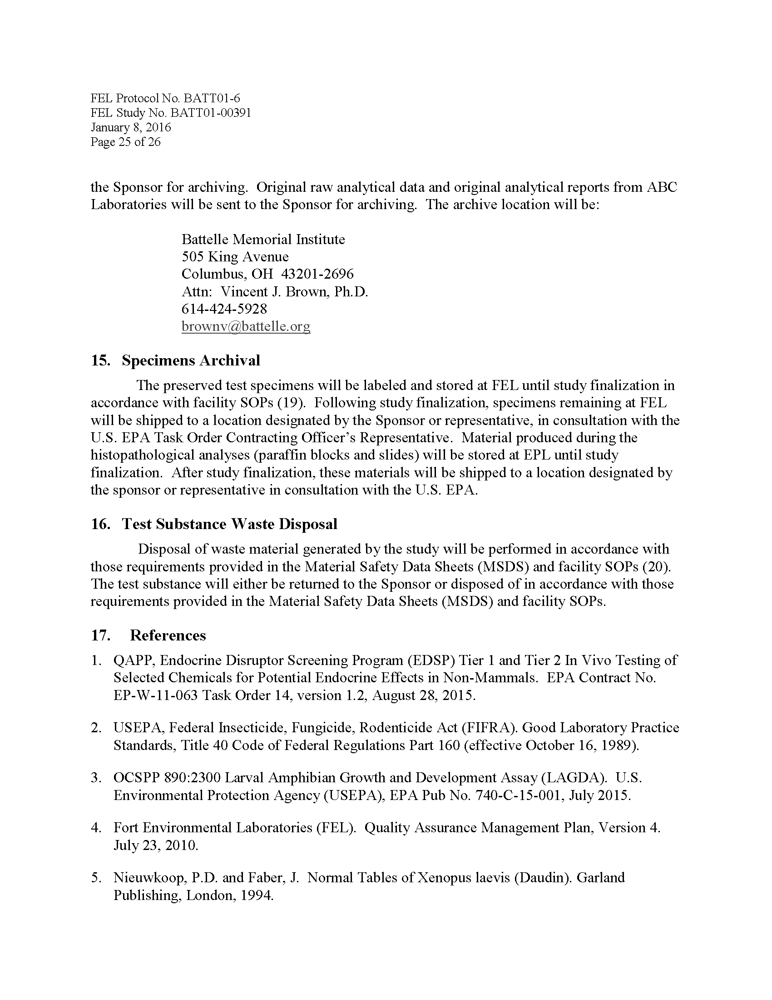 FEL Protocol No. BATT01-6
FEL Study No. BATT01-00391
January 8, 2016
Page 25 of 26
the Sponsor for archiving.  Original raw analytical data and original analytical reports from ABC
Laboratories will be sent to the Sponsor for archiving.  The archive location will be:
Battelle Memorial Institute
505 King Avenue
Columbus, OH  43201-2696
Attn:  Vincent J. Brown, Ph.D.
614-424-5928
brownv@battelle.org
15.  Specimens Archival
The preserved test specimens will be labeled and stored at FEL until study finalization in
accordance with facility SOPs (19).  Following study finalization, specimens remaining at FEL
will be shipped to a location designated by the Sponsor or representative, in consultation with the
U.S. EPA Task Order Contracting Officer’s Representative.  Material produced during the
histopathological analyses (paraffin blocks and slides) will be stored at EPL until study
finalization.  After study finalization, these materials will be shipped to a location designated by
the sponsor or representative in consultation with the U.S. EPA.
16.  Test Substance Waste Disposal
Disposal of waste material generated by the study will be performed in accordance with
those requirements provided in the Material Safety Data Sheets (MSDS) and facility SOPs (20).
The test substance will either be returned to the Sponsor or disposed of in accordance with those
requirements provided in the Material Safety Data Sheets (MSDS) and facility SOPs.
17.  References
1.  QAPP, Endocrine Disruptor Screening Program (EDSP) Tier 1 and Tier 2 In Vivo Testing of
Selected Chemicals for Potential Endocrine Effects in Non-Mammals.  EPA Contract No.
EP-W-11-063 Task Order 14, version 1.2, August 28, 2015.
2.  USEPA, Federal Insecticide, Fungicide, Rodenticide Act (FIFRA). Good Laboratory Practice
Standards, Title 40 Code of Federal Regulations Part 160 (effective October 16, 1989).
3.  OCSPP 890:2300 Larval Amphibian Growth and Development Assay (LAGDA).  U.S.
Environmental Protection Agency (USEPA), EPA Pub No. 740-C-15-001, July 2015.
4.  Fort Environmental Laboratories (FEL).  Quality Assurance Management Plan, Version 4.
July 23, 2010.
5.  Nieuwkoop, P.D. and Faber, J.  Normal Tables of Xenopus laevis (Daudin). Garland
Publishing, London, 1994.